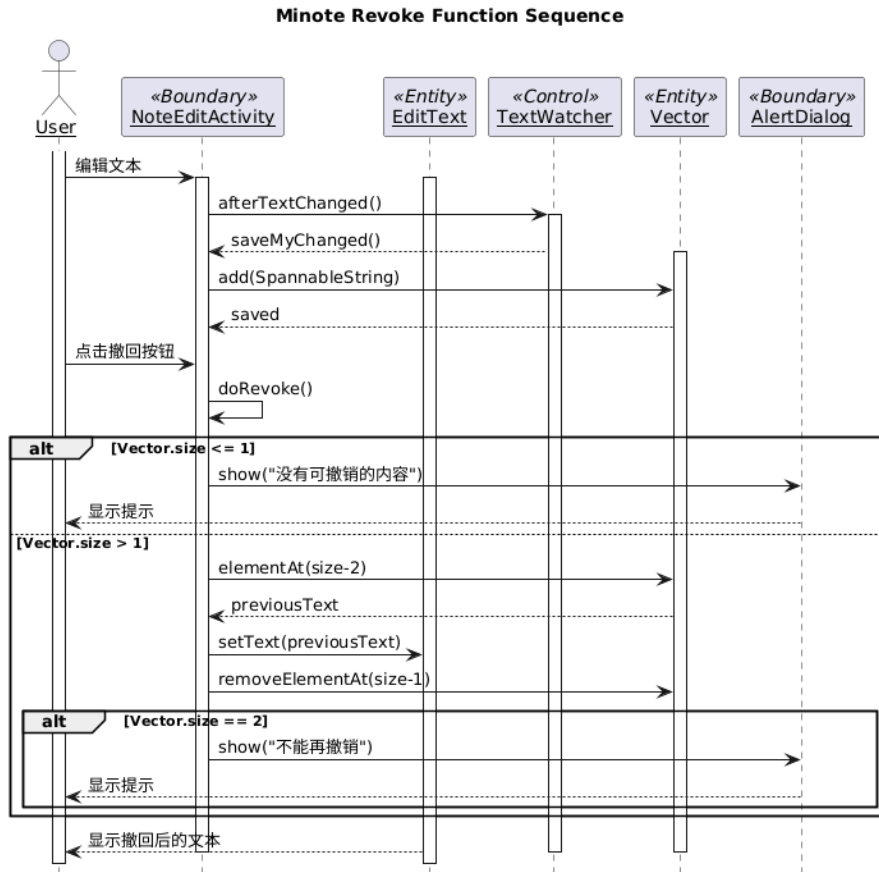 Minote Revoke Function Sequence
User
«Boundary»
NoteEditActivity
«Entity»
EditText
«Control»
TextWatcher
«Entity»
Vector
«Boundary»
AlertDialog
编辑文本
afterTextChanged()
saveMyChanged()
add(SpannableString)
saved
点击撤回按钮
doRevoke()
alt [Vector.size <= 1]
show("没有可撤销的内容")
显示提示
[Vector.size > 1]
elementAt(size-2)
previousText
setText(previousText)
removeElementAt(size-1)
alt [Vector.size == 2]
show("不能再撤销")
显示提示
显示撤回后的文本